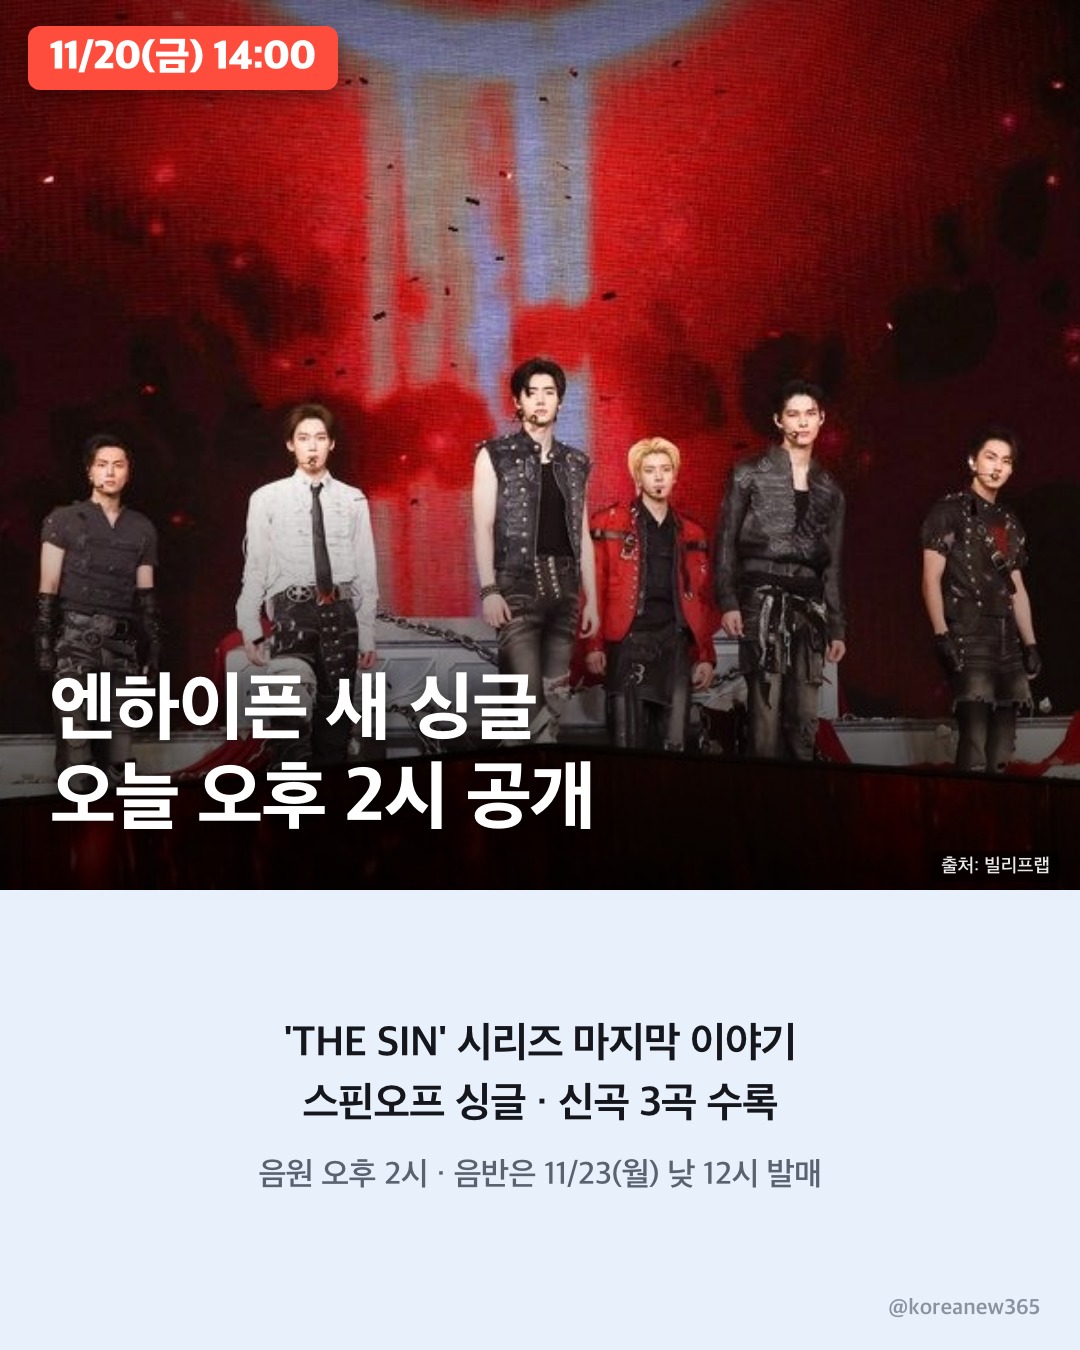 11/20(금) 14:00
엔하이픈 새 싱글
오늘 오후 2시 공개
출처: 빌리프랩
'THE SIN' 시리즈 마지막 이야기
스핀오프 싱글 · 신곡 3곡 수록
음원 오후 2시 · 음반은 11/23(월) 낮 12시 발매
@koreanew365